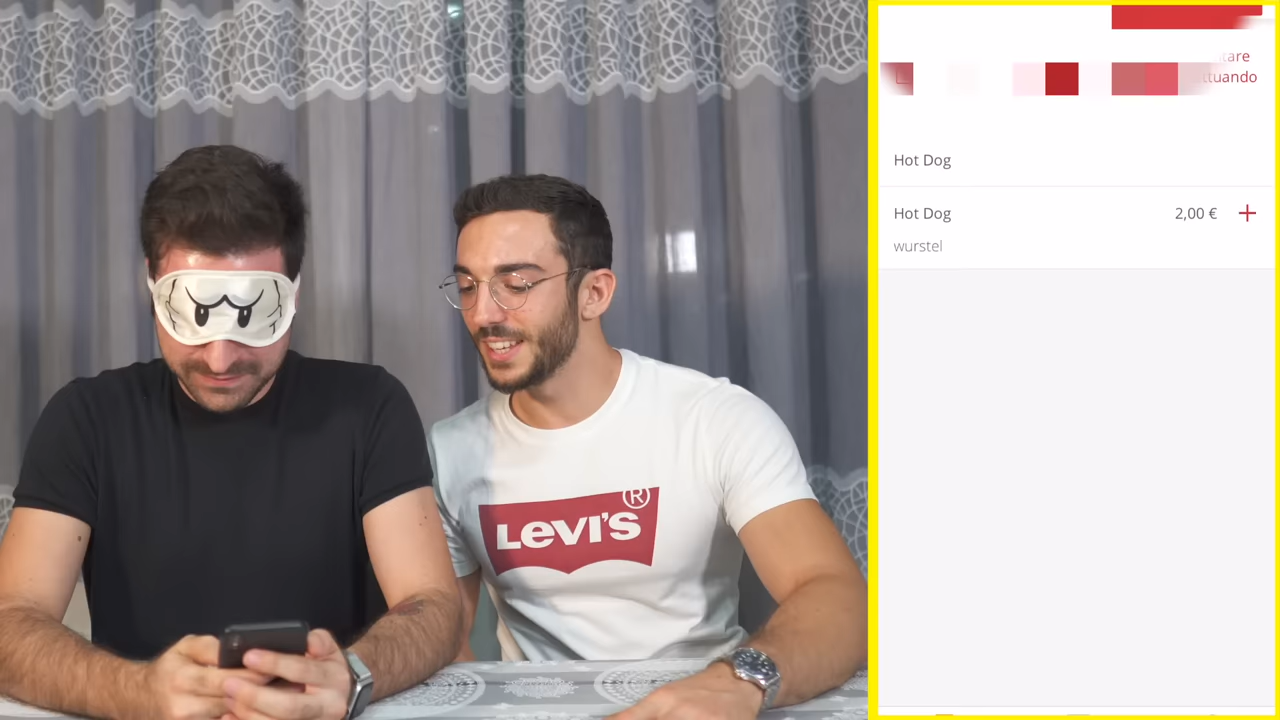 LEVI'S
®
Hot Dog
Hot Dog 2,00 €
wurstel